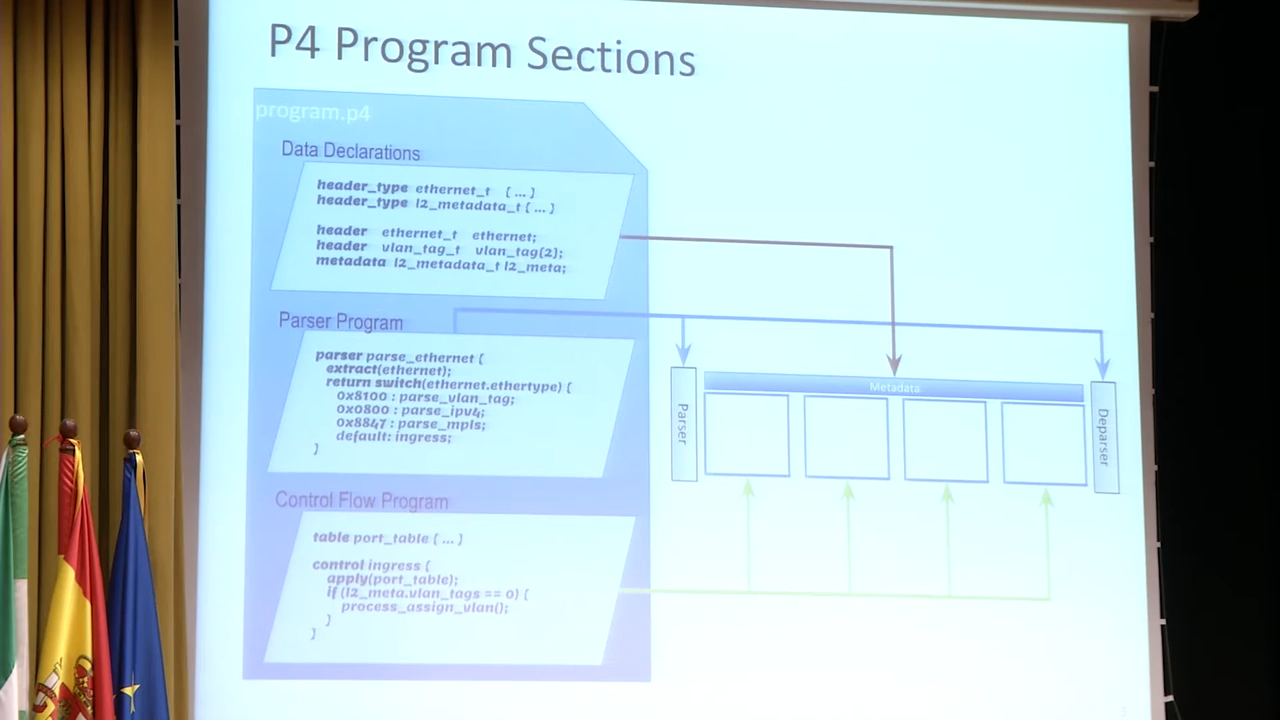 P4 Program Sections
program.p4
Data Declarations
header_type ethernet_t { ... }
header_type l2_metadata_t { ... }
header ethernet_t ethernet;
header vlan_tag_t vlan_tag[2];
metadata l2_metadata_t l2_meta;
Parser Program
parser parse_ethernet {
extract(ethernet);
return switch(ethernet.ethertype) {
0x8100 : parse_vlan_tag;
0x0800 : parse_ipv4;
0x8847 : parse_mpls;
default: ingress;
}
Control Flow Program
table port_table { ... }
control ingress {
apply(port_table);
if (l2_meta.vlan_tags == 0) {
process_assign_vlan();
}
}
Metadata
Parser
Deparser